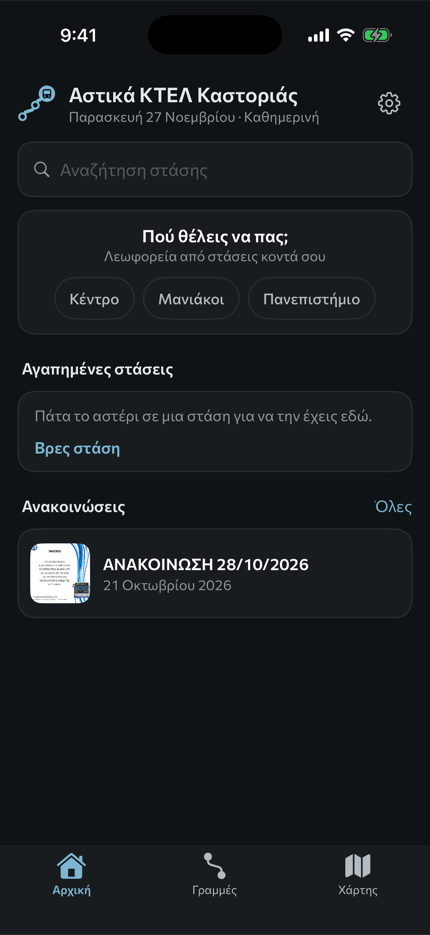 9:41
Αστικά ΚΤΕΛ Καστοριάς
Παρασκευή 27 Νοεμβρίου · Καθημερινή
Αναζήτηση στάσης
Πού θέλεις να πας;
Λεωφορεία από στάσεις κοντά σου
Κέντρο Μανιάκοι Πανεπιστήμιο
Αγαπημένες στάσεις
Πάτα το αστέρι σε μια στάση για να την έχεις εδώ.
Βρες στάση
Ανακοινώσεις Όλες
ΑΝΑΚΟΙΝΩΣΗ 28/10/2026
21 Οκτωβρίου 2026
Αρχική Γραμμές Χάρτης